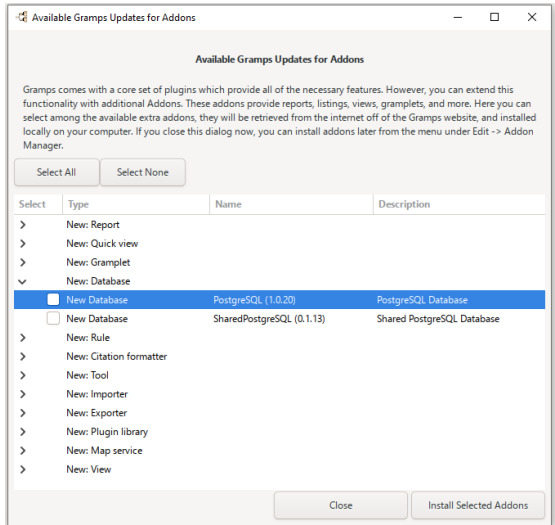 Available Gramps Updates for Addons
Available Gramps Updates for Addons
Gramps comes with a core set of plugins which provide all of the necessary features. However, you can extend this
functionality with additional Addons. These addons provide reports, listings, views, gramplets, and more. Here you can
select among the available extra addons, they will be retrieved from the internet off of the Gramps website, and installed
locally on your computer. If you close this dialog now, you can install addons later from the menu under Edit -> Addon
Manager.
Select All Select None
Select Type Name Description
New: Report
New: Quick view
New: Gramplet
New: Database
New Database PostgreSQL (1.0.20) PostgreSQL Database
New Database SharedPostgreSQL (0.1.13) Shared PostgreSQL Database
New: Rule
New: Citation formatter
New: Tool
New: Importer
New: Exporter
New: Plugin library
New: Map service
New: View
Close Install Selected Addons